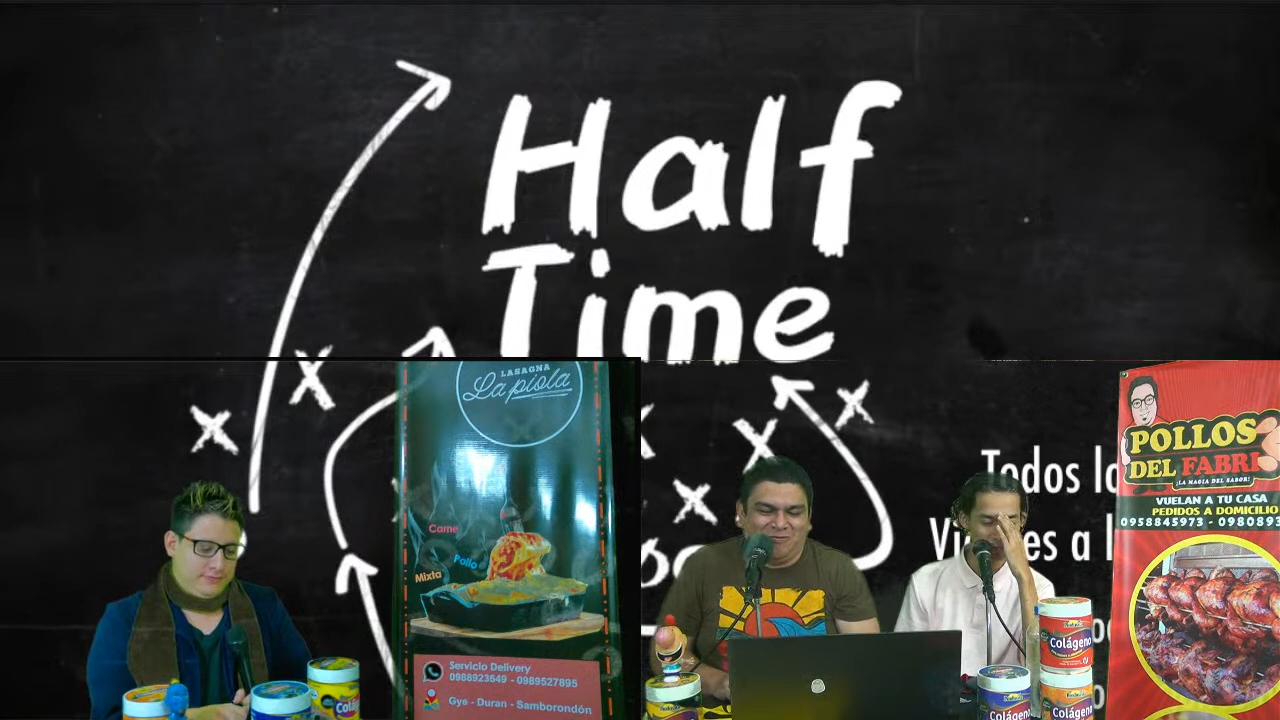 Half
Time
LASAGNA
La piola
Carne
Pollo
Mixta
Servicio Delivery
0988923649 - 0989527895
Gye - Duran - Samborondón
Todos lo
es a l
POLLOS
DEL FABRI
¡LA MAGIA DEL SABOR!
VUELAN A TU CASA
PEDIDOS A DOMICILIO
0958845973 - 0980893
Colágeno
Colágeno
Colágeno